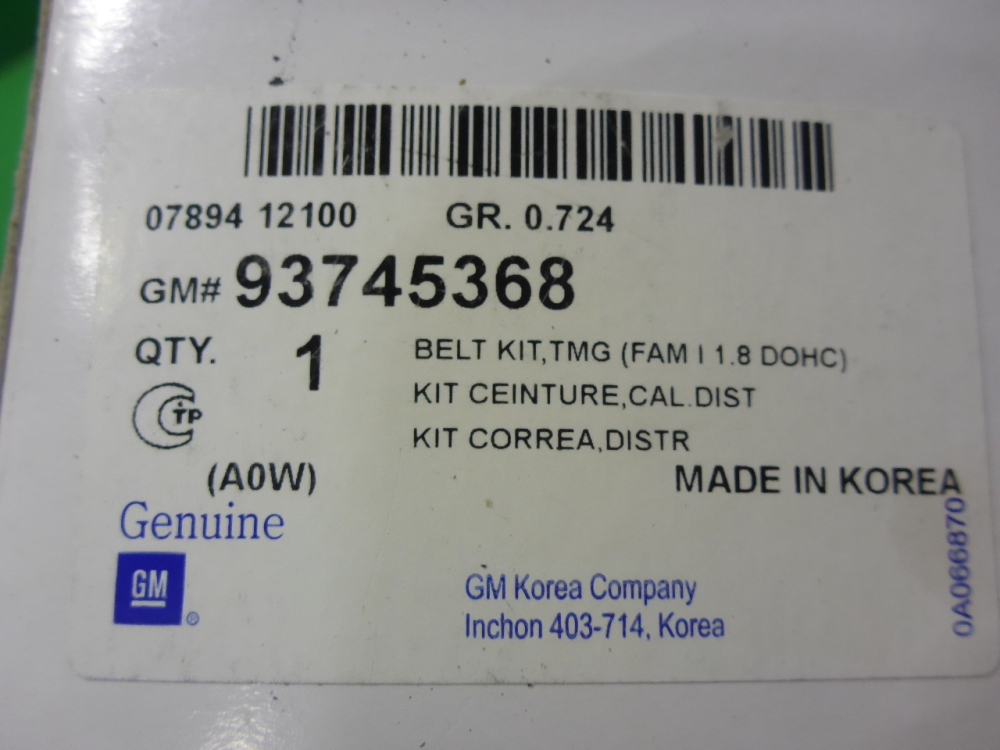 07894 12100 GR. 0.724
GM# 93745368
QTY. 1
BELT KIT,TMG (FAM I 1.8 DOHC)
KIT CEINTURE,CAL.DIST
KIT CORREA,DISTR
CTP
(A0W)
MADE IN KOREA
Genuine
GM ®
GM Korea Company
Inchon 403-714, Korea
0A066870